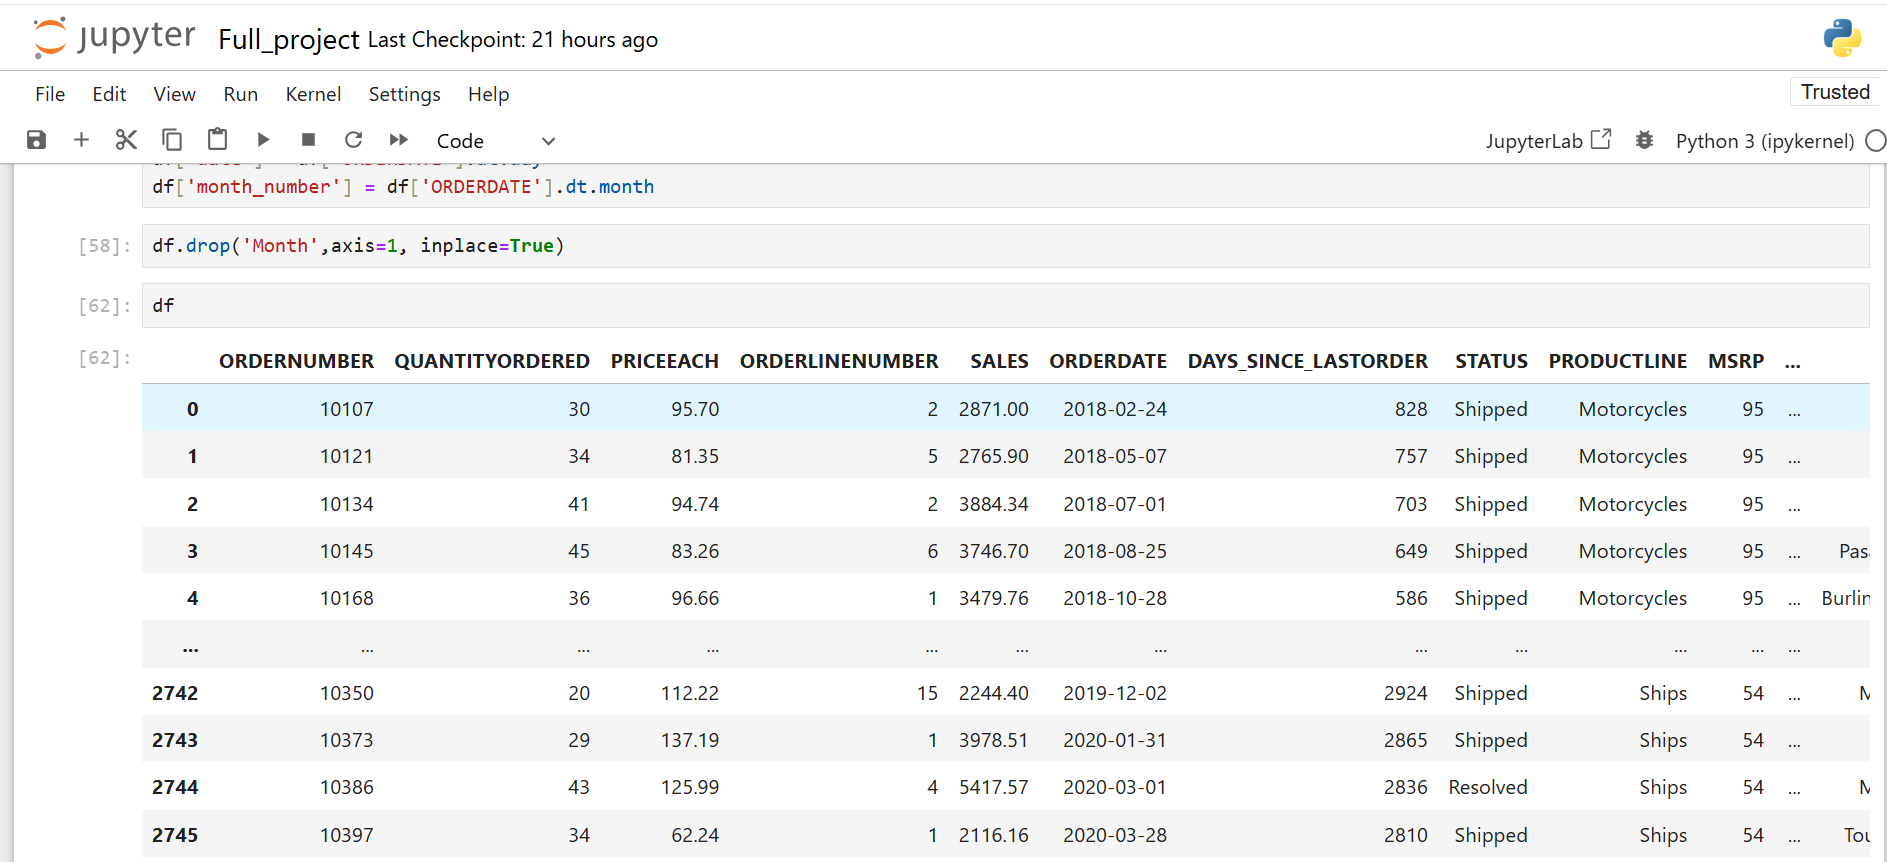 jupyter Full_project Last Checkpoint: 21 hours ago
File Edit View Run Kernel Settings Help Trusted
Code JupyterLab Python 3 (ipykernel)
df['month_number'] = df['ORDERDATE'].dt.month
[58]: df.drop('Month',axis=1, inplace=True)
[62]: df
[62]: ORDERNUMBER QUANTITYORDERED PRICEEACH ORDERLINENUMBER SALES ORDERDATE DAYS_SINCE_LASTORDER STATUS PRODUCTLINE MSRP ...
0 10107 30 95.70 2 2871.00 2018-02-24 828 Shipped Motorcycles 95 ...
1 10121 34 81.35 5 2765.90 2018-05-07 757 Shipped Motorcycles 95 ...
2 10134 41 94.74 2 3884.34 2018-07-01 703 Shipped Motorcycles 95 ...
3 10145 45 83.26 6 3746.70 2018-08-25 649 Shipped Motorcycles 95 ...
4 10168 36 96.66 1 3479.76 2018-10-28 586 Shipped Motorcycles 95 ... Burlin
... ... ... ... ... ... ... ... ... ... ... ...
2742 10350 20 112.22 15 2244.40 2019-12-02 2924 Shipped Ships 54 ... M
2743 10373 29 137.19 1 3978.51 2020-01-31 2865 Shipped Ships 54 ...
2744 10386 43 125.99 4 5417.57 2020-03-01 2836 Resolved Ships 54 ... M
2745 10397 34 62.24 1 2116.16 2020-03-28 2810 Shipped Ships 54 ... Tou